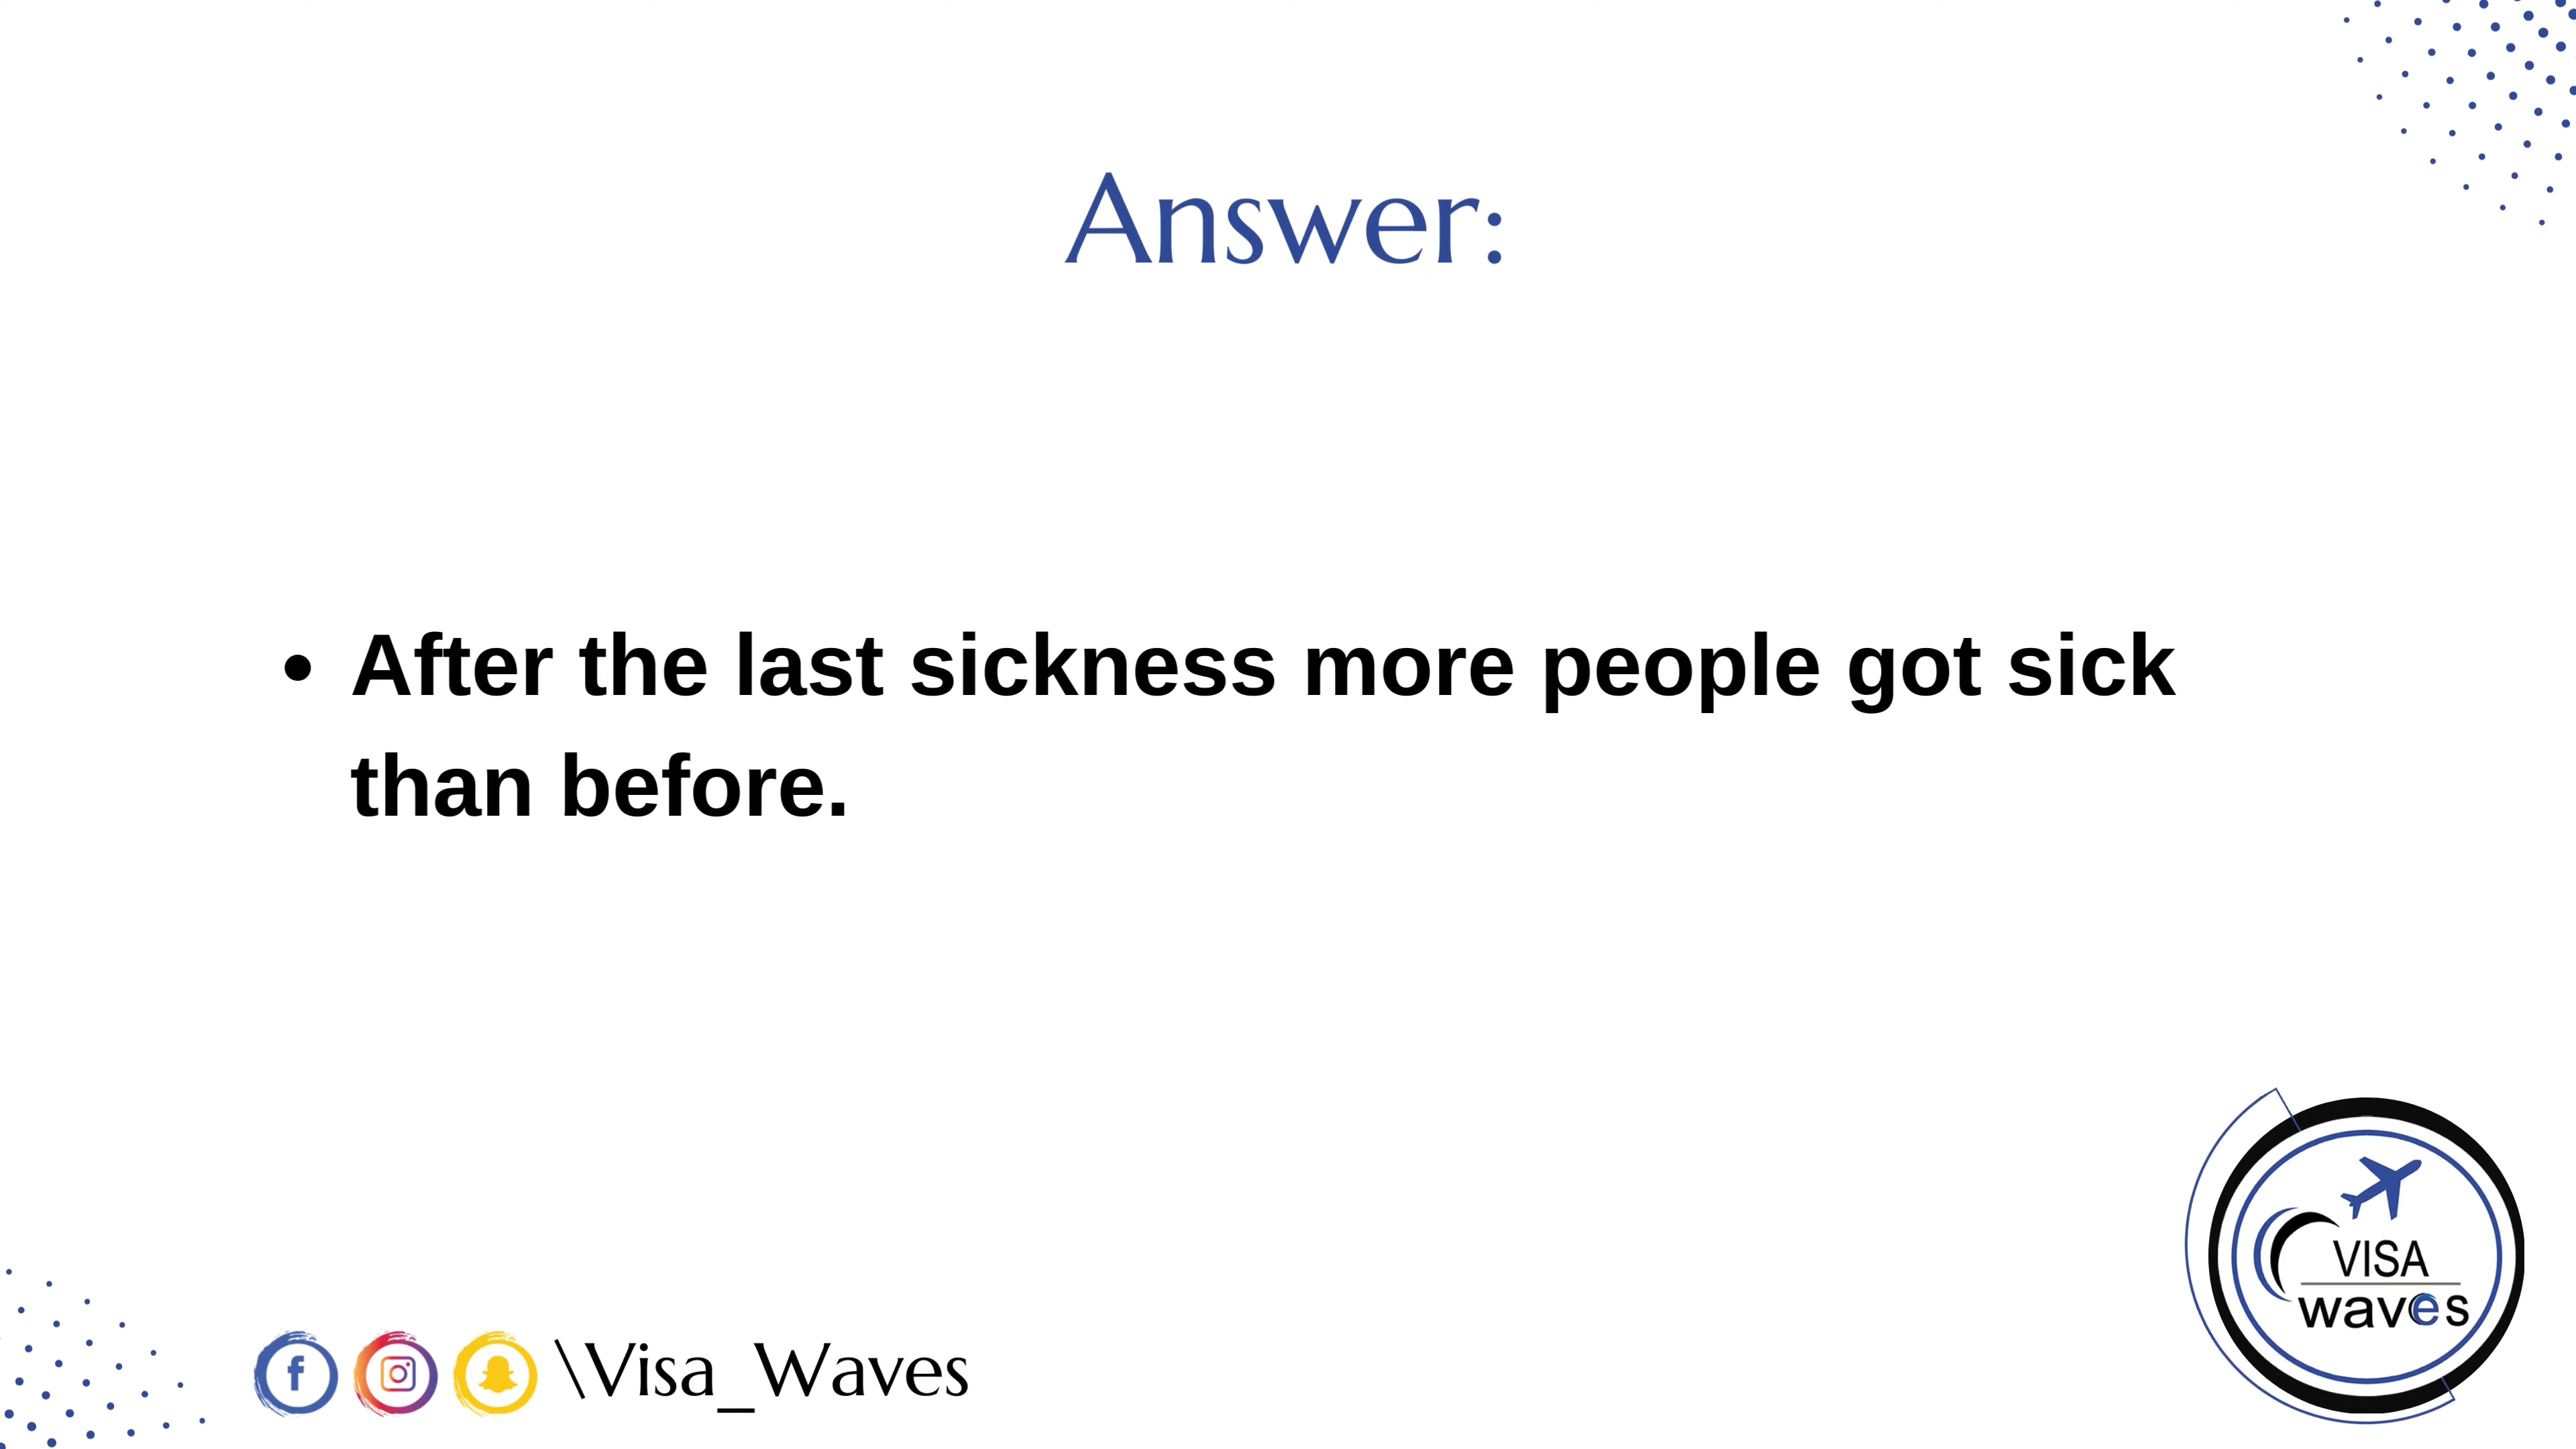 Answer:
• After the last sickness more people got sick
than before.
VISA
waves
\Visa_Waves